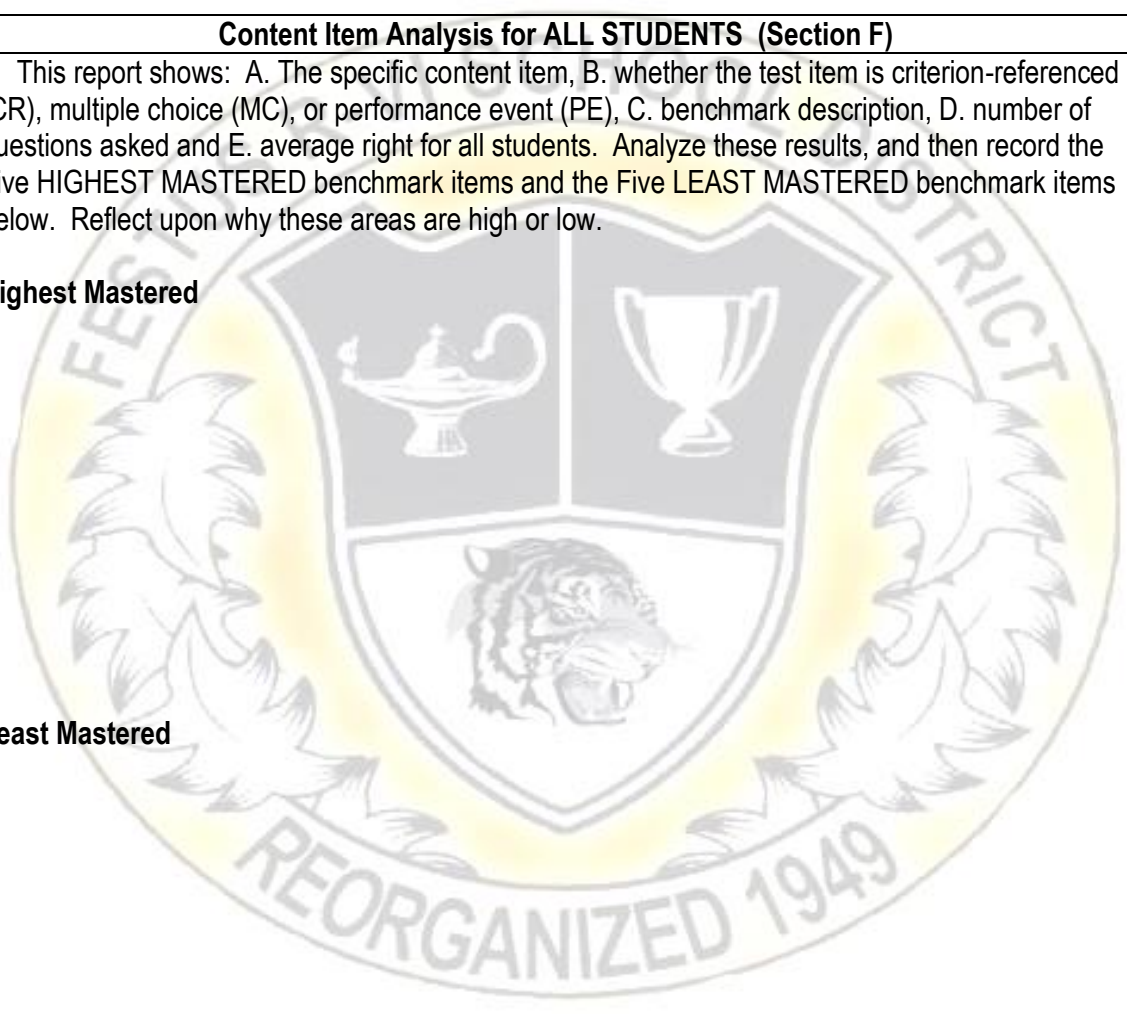 Content Item Analysis for ALL STUDENTS (Section F)
This report shows: A. The specific content item, B. whether the test item is criterion-referenced
CR), multiple choice (MC), or performance event (PE), C. benchmark description, D. number of
uestions asked and E. average right for all students. Analyze these results, and then record the
ive HIGHEST MASTERED benchmark items and the Five LEAST MASTERED benchmark items
elow. Reflect upon why these areas are high or low.
ighest Mastered
east Mastered
FESTUS R-VI SCHOOL DISTRICT
REORGANIZED 1949